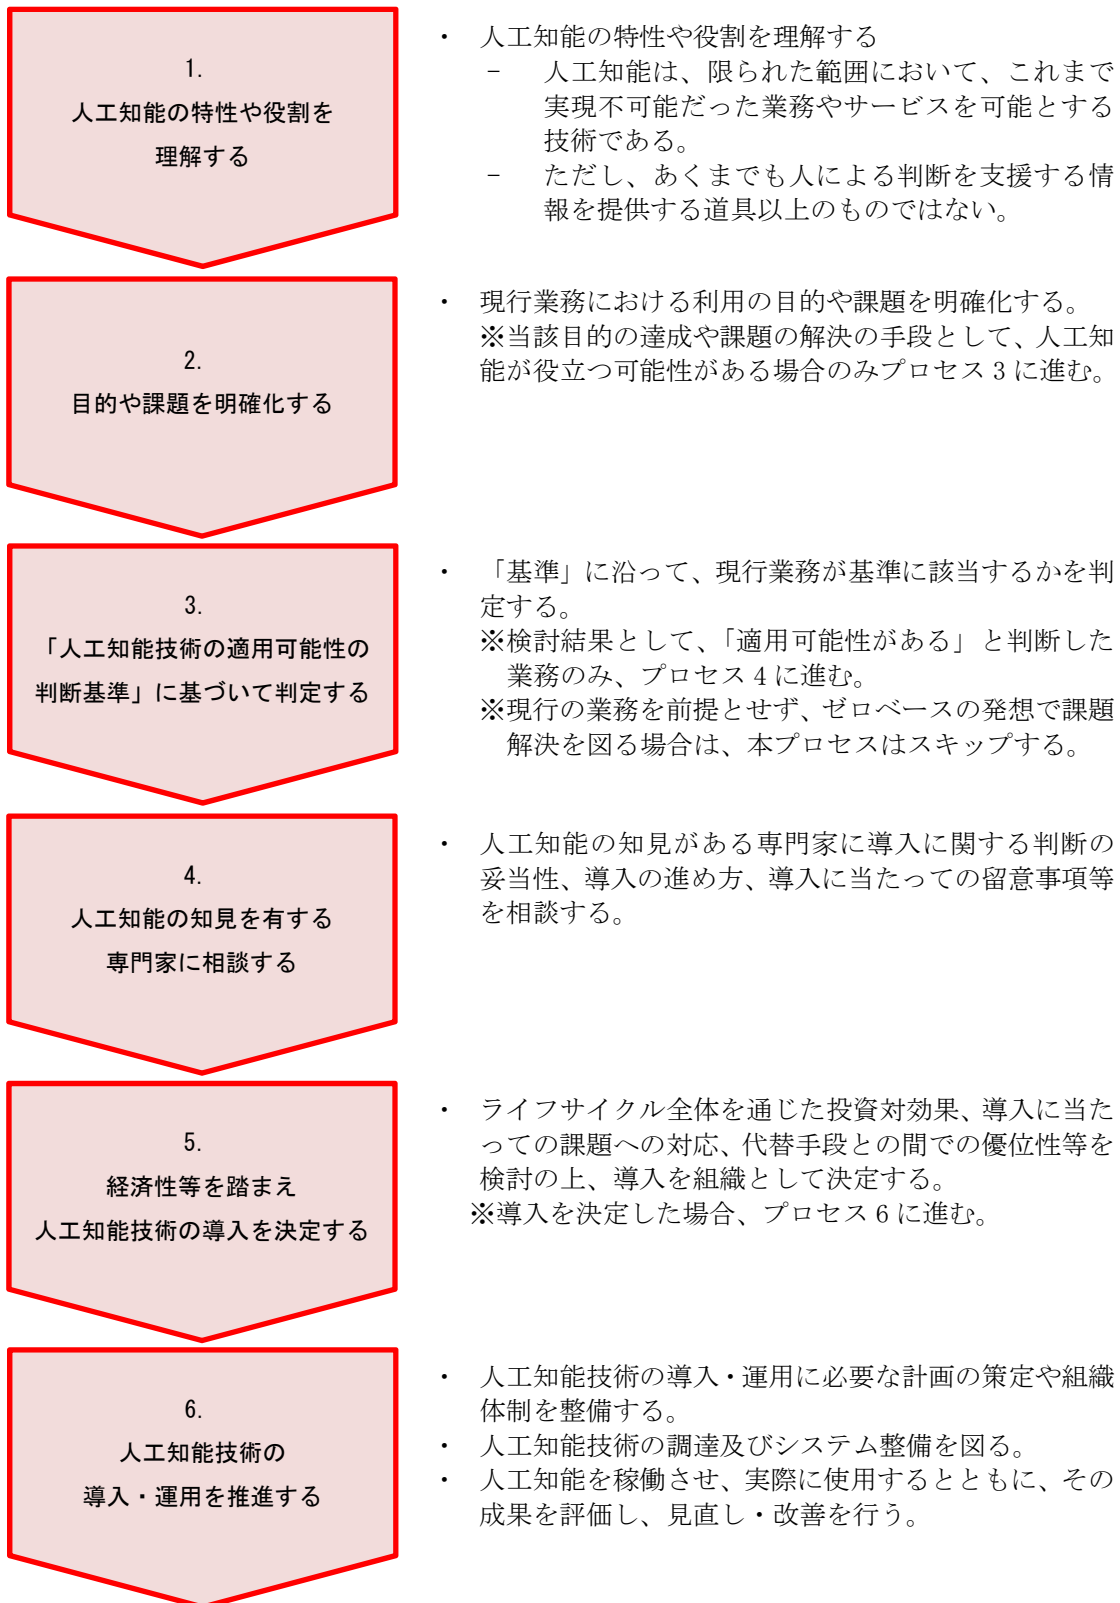 1.
人工知能の特性や役割を
理解する
・ 人工知能の特性や役割を理解する
－ 人工知能は、限られた範囲において、これまで
実現不可能だった業務やサービスを可能とする
技術である。
－ ただし、あくまでも人による判断を支援する情
報を提供する道具以上のものではない。
2.
目的や課題を明確化する
・ 現行業務における利用の目的や課題を明確化する。
※当該目的の達成や課題の解決の手段として、人工知
能が役立つ可能性がある場合のみプロセス 3 に進む。
3.
「人工知能技術の適用可能性の
判断基準」に基づいて判定する
・ 「基準」に沿って、現行業務が基準に該当するかを判
定する。
※検討結果として、「適用可能性がある」と判断した
業務のみ、プロセス 4 に進む。
※現行の業務を前提とせず、ゼロベースの発想で課題
解決を図る場合は、本プロセスはスキップする。
4.
人工知能の知見を有する
専門家に相談する
・ 人工知能の知見がある専門家に導入に関する判断の
妥当性、導入の進め方、導入に当たっての留意事項等
を相談する。
5.
経済性等を踏まえ
人工知能技術の導入を決定する
・ ライフサイクル全体を通じた投資対効果、導入に当た
っての課題への対応、代替手段との間での優位性等を
検討の上、導入を組織として決定する。
※導入を決定した場合、プロセス 6 に進む。
6.
人工知能技術の
導入・運用を推進する
・ 人工知能技術の導入・運用に必要な計画の策定や組織
体制を整備する。
・ 人工知能技術の調達及びシステム整備を図る。
・ 人工知能を稼働させ、実際に使用するとともに、その
成果を評価し、見直し・改善を行う。